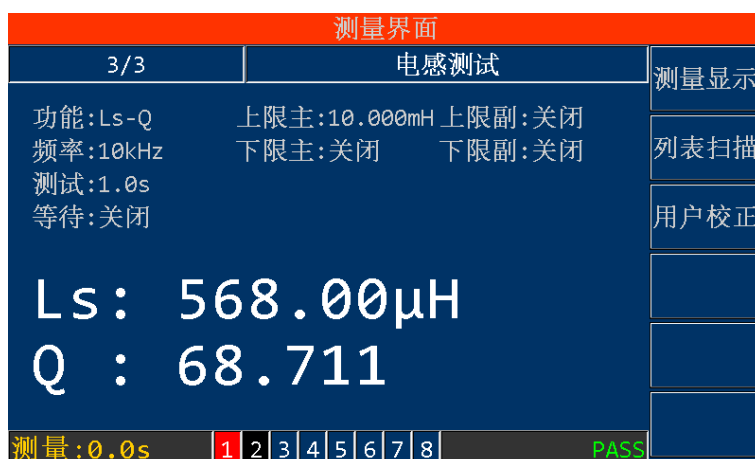 测量界面
3/3 电感测试
测量显示
功能:Ls-Q 上限主:10.000mH 上限副:关闭
频率:10kHz 下限主:关闭 下限副:关闭
列表扫描
测试:1.0s
等待:关闭
用户校正
Ls: 568.00μH
Q : 68.711
测量:0.0s 1 2 3 4 5 6 7 8 PASS